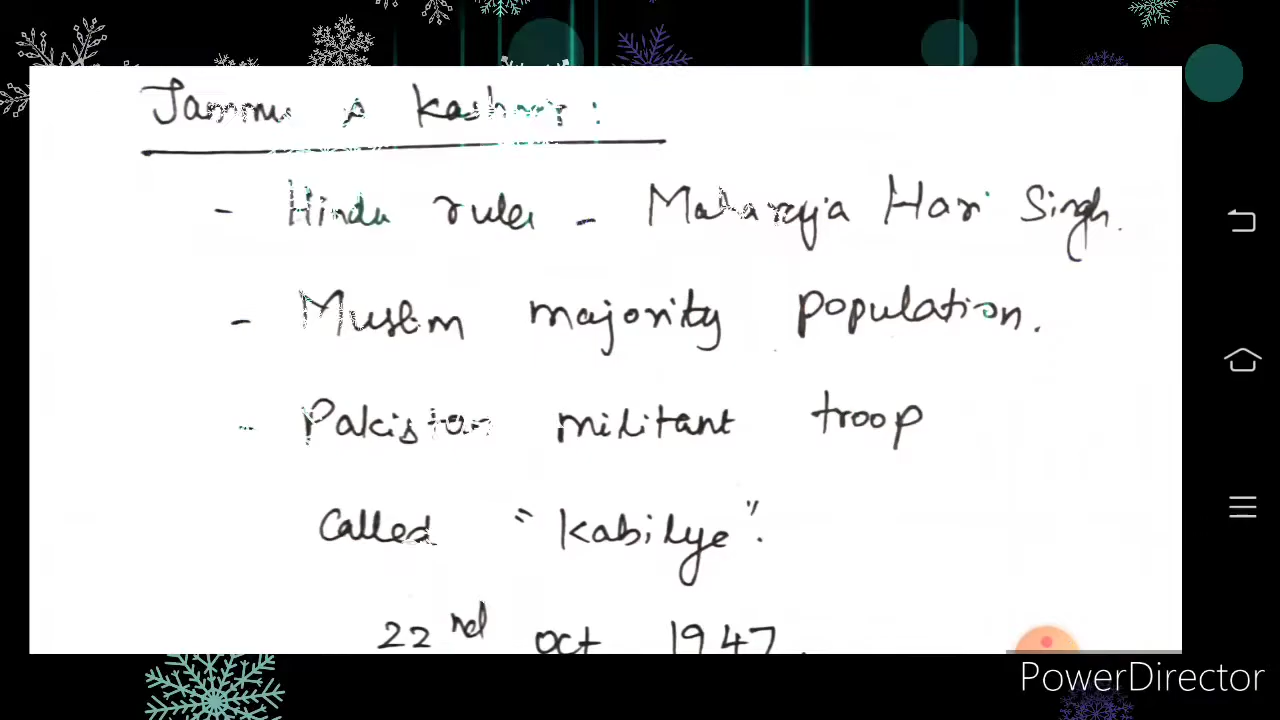 Jammu & Kashmir:
- Hindu ruler - Maharaja Hari Singh.
- Muslim majority population.
- Pakistan militant troop
called "Kabilye".
22nd Oct 1947.
PowerDirector